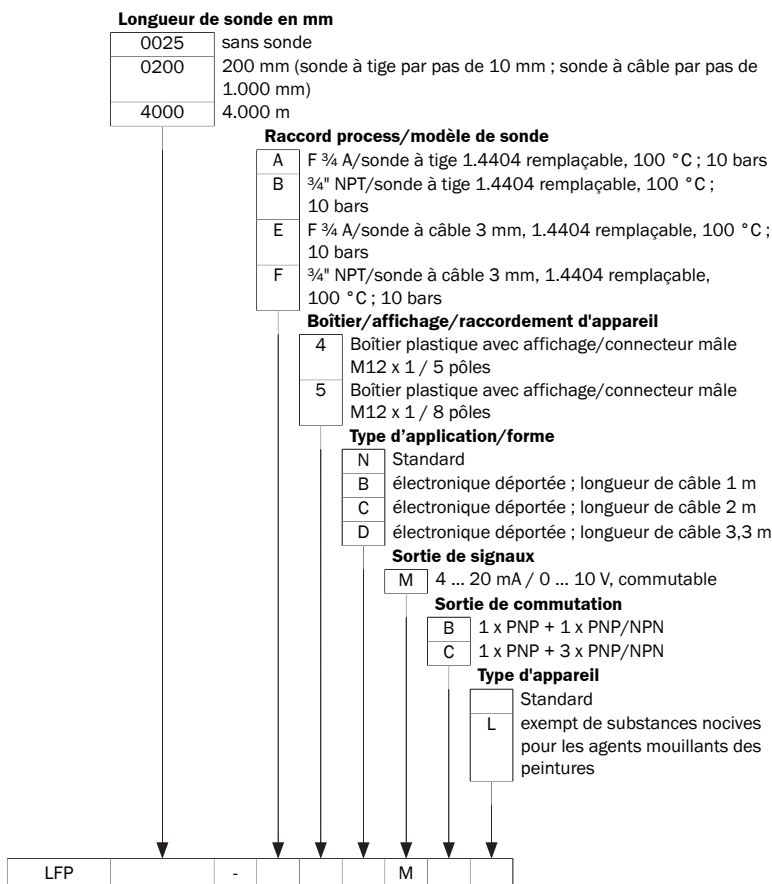 Longueur de sonde en mm
0025 sans sonde
0200 200 mm (sonde à tige par pas de 10 mm ; sonde à câble par pas de
1.000 mm)
4000 4.000 m
Raccord process/modèle de sonde
A F ¾ A/sonde à tige 1.4404 remplaçable, 100 °C ; 10 bars
B ¾" NPT/sonde à tige 1.4404 remplaçable, 100 °C ;
10 bars
E F ¾ A/sonde à câble 3 mm, 1.4404 remplaçable, 100 °C ;
10 bars
F ¾" NPT/sonde à câble 3 mm, 1.4404 remplaçable,
100 °C ; 10 bars
Boîtier/affichage/raccordement d'appareil
4 Boîtier plastique avec affichage/connecteur mâle
M12 x 1 / 5 pôles
5 Boîtier plastique avec affichage/connecteur mâle
M12 x 1 / 8 pôles
Type d’application/forme
N Standard
B électronique déportée ; longueur de câble 1 m
C électronique déportée ; longueur de câble 2 m
D électronique déportée ; longueur de câble 3,3 m
Sortie de signaux
M 4 ... 20 mA / 0 ... 10 V, commutable
Sortie de commutation
B 1 x PNP + 1 x PNP/NPN
C 1 x PNP + 3 x PNP/NPN
Type d'appareil
Standard
L exempt de substances nocives
pour les agents mouillants des
peintures
LFP - M